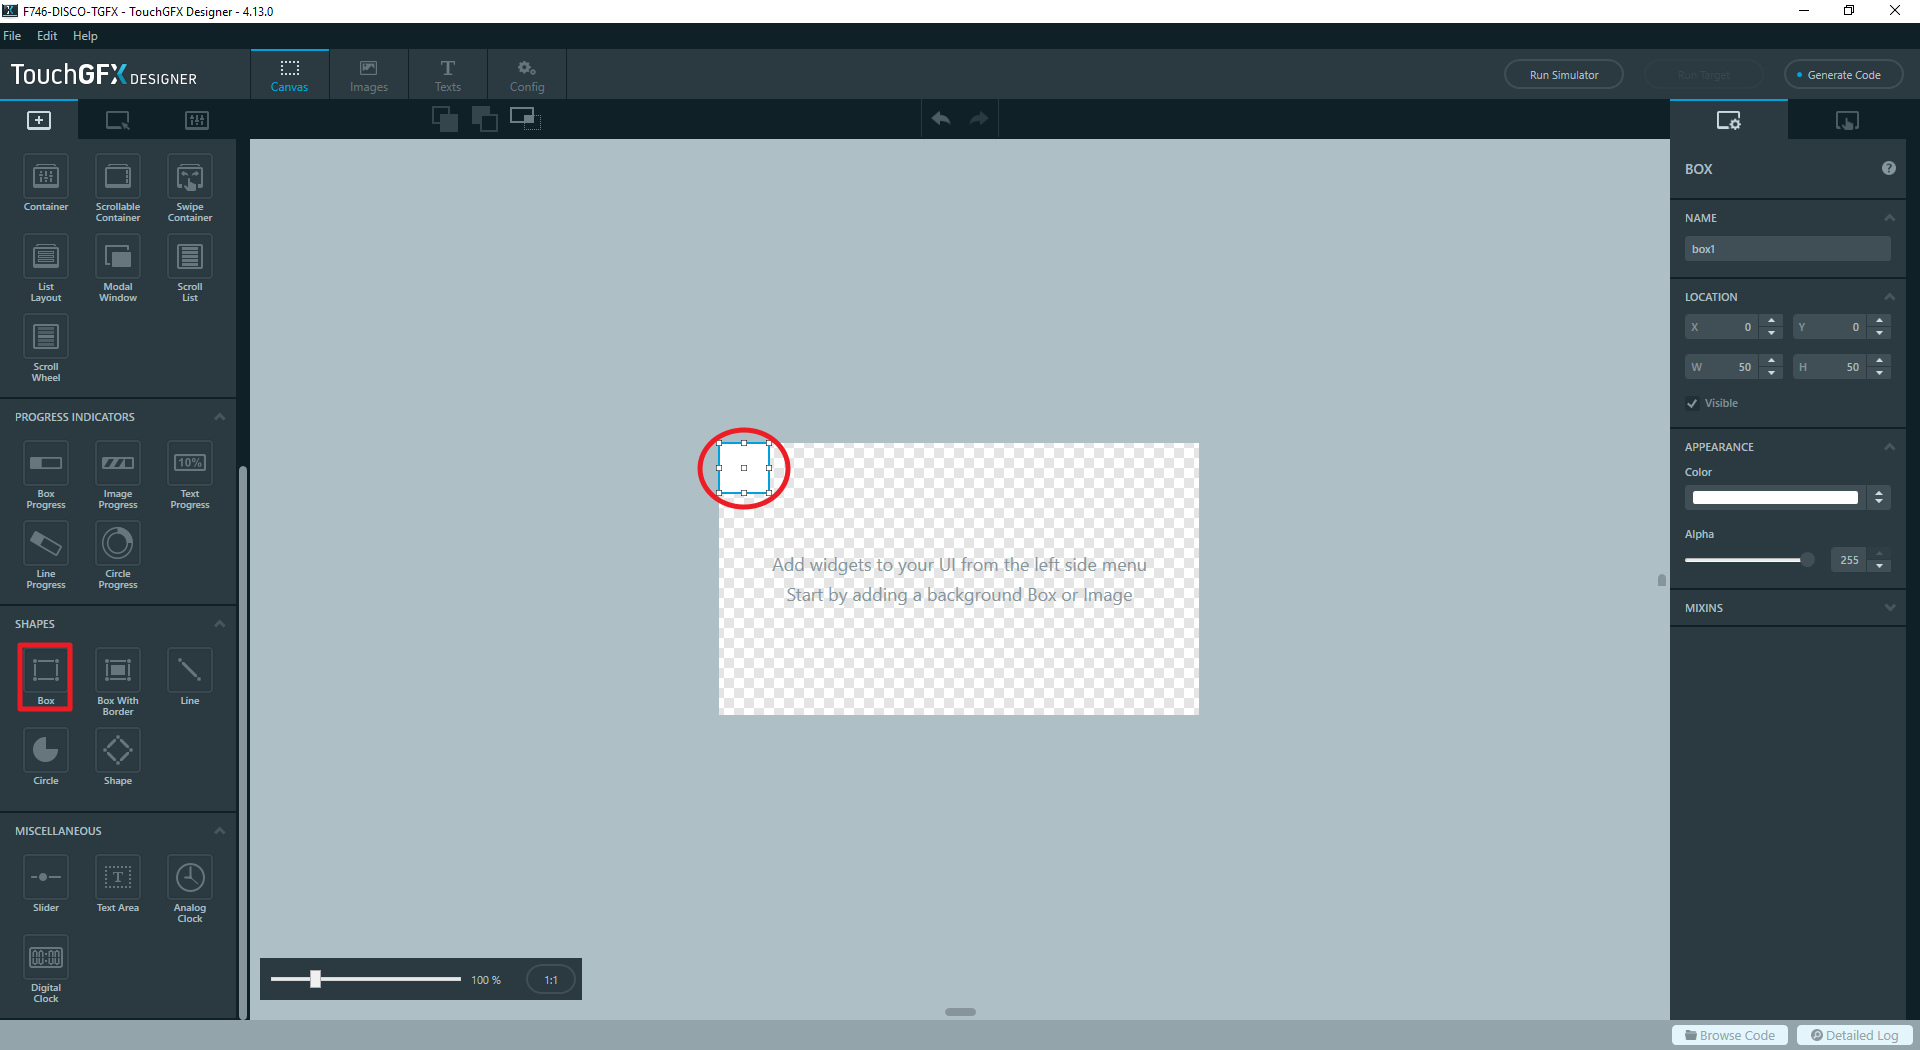 F746-DISCO-TGFX - TouchGFX Designer - 4.13.0
File Edit Help
TouchGFX DESIGNER
Canvas
Images
Texts
Config
Run Simulator
Run Target
Generate Code
Container
Scrollable
Container
Swipe
Container
List
Layout
Modal
Window
Scroll
List
Scroll
Wheel
PROGRESS INDICATORS
Box
Progress
Image
Progress
10%
Text
Progress
Line
Progress
Circle
Progress
SHAPES
Box
Box With
Border
Line
Circle
Shape
MISCELLANEOUS
Slider
T
Text Area
Analog
Clock
00:00
Digital
Clock
Add widgets to your UI from the left side menu
Start by adding a background Box or Image
100 %
1:1
BOX
?
NAME
box1
LOCATION
X 0
Y 0
W 50
H 50
Visible
APPEARANCE
Color
Alpha
255
MIXINS
Browse Code
Detailed Log